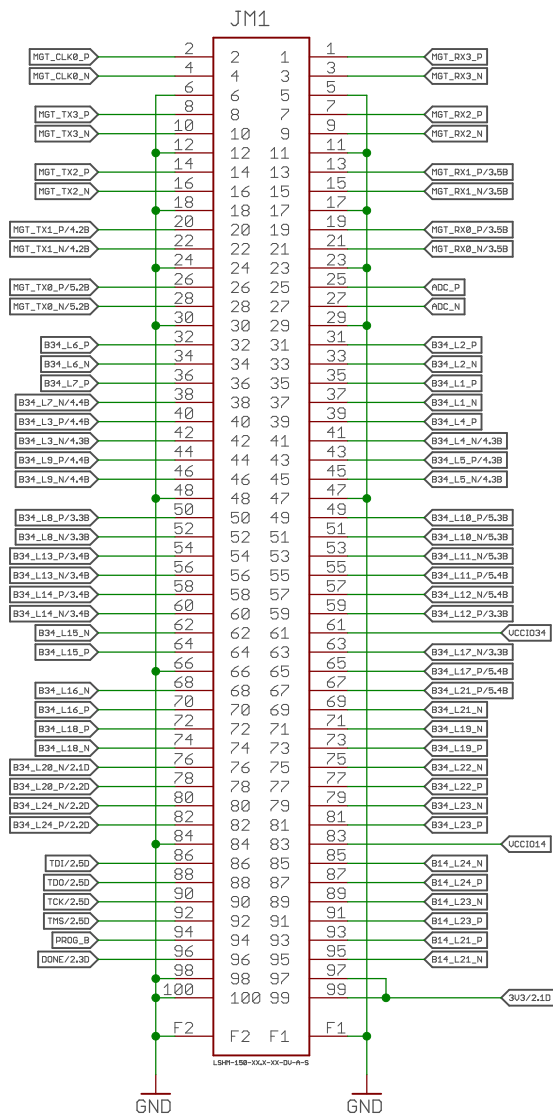 JM1
MGT_CLK0_P 2 2 1 1 MGT_RX3_P
MGT_CLK0_N 4 4 3 3 MGT_RX3_N
6 6 5 5
MGT_TX3_P 8 8 7 7 MGT_RX2_P
MGT_TX3_N 10 10 9 9 MGT_RX2_N
12 12 11 11
MGT_TX2_P 14 14 13 13 MGT_RX1_P/3.5B
MGT_TX2_N 16 16 15 15 MGT_RX1_N/3.5B
18 18 17 17
MGT_TX1_P/4.2B 20 20 19 19 MGT_RX0_P/3.5B
MGT_TX1_N/4.2B 22 22 21 21 MGT_RX0_N/3.5B
24 24 23 23
MGT_TX0_P/5.2B 26 26 25 25 ADC_P
MGT_TX0_N/5.2B 28 28 27 27 ADC_N
30 30 29 29
B34_L6_P 32 32 31 31 B34_L2_P
B34_L6_N 34 34 33 33 B34_L2_N
B34_L7_P 36 36 35 35 B34_L1_P
B34_L7_N/4.4B 38 38 37 37 B34_L1_N
B34_L3_P/4.4B 40 40 39 39 B34_L4_P
B34_L3_N/4.3B 42 42 41 41 B34_L4_N/4.3B
B34_L9_P/4.4B 44 44 43 43 B34_L5_P/4.3B
B34_L9_N/4.4B 46 46 45 45 B34_L5_N/4.3B
48 48 47 47
B34_L8_P/3.3B 50 50 49 49 B34_L10_P/5.3B
B34_L8_N/3.3B 52 52 51 51 B34_L10_N/5.3B
B34_L13_P/3.4B 54 54 53 53 B34_L11_N/5.3B
B34_L13_N/3.4B 56 56 55 55 B34_L11_P/5.4B
B34_L14_P/3.4B 58 58 57 57 B34_L12_N/5.4B
B34_L14_N/3.4B 60 60 59 59 B34_L12_P/3.3B
B34_L15_N 62 62 61 61 VCCIO34
B34_L15_P 64 64 63 63 B34_L17_N/3.3B
66 66 65 65 B34_L17_P/5.4B
B34_L16_N 68 68 67 67 B34_L21_P/5.4B
B34_L16_P 70 70 69 69 B34_L21_N
B34_L18_P 72 72 71 71 B34_L19_N
B34_L18_N 74 74 73 73 B34_L19_P
B34_L20_N/2.1D 76 76 75 75 B34_L22_N
B34_L20_P/2.2D 78 78 77 77 B34_L22_P
B34_L24_N/2.2D 80 80 79 79 B34_L23_N
B34_L24_P/2.2D 82 82 81 81 B34_L23_P
84 84 83 83 VCCIO14
TDI/2.5D 86 86 85 85 B14_L24_N
TDO/2.5D 88 88 87 87 B14_L24_P
TCK/2.5D 90 90 89 89 B14_L23_N
TMS/2.5D 92 92 91 91 B14_L23_P
PROG_B 94 94 93 93 B14_L21_P
DONE/2.3D 96 96 95 95 B14_L21_N
98 98 97 97
100 100 99 99 3V3/2.1D
F2 F2 F1 F1
LSHM-150-XX.X-XX-DV-A-S
GND GND